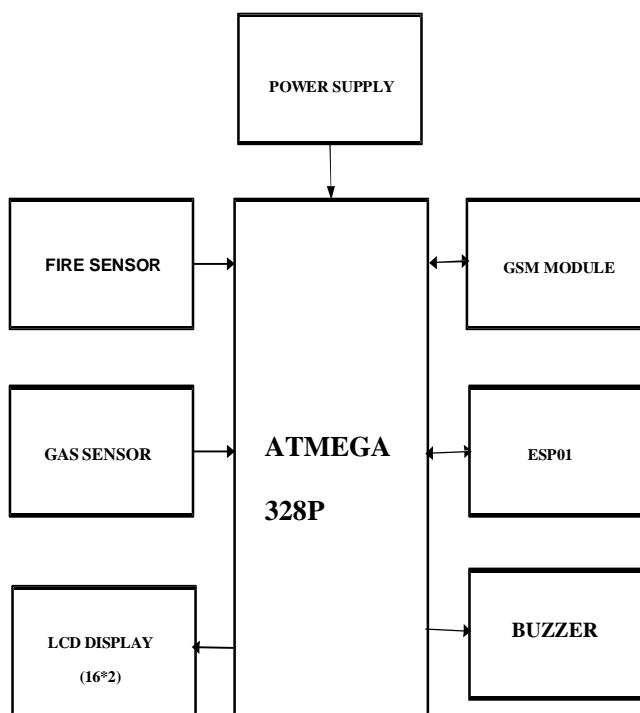 POWER SUPPLY
FIRE SENSOR
GSM MODULE
GAS SENSOR
ATMEGA
328P
ESP01
LCD DISPLAY
(16*2)
BUZZER